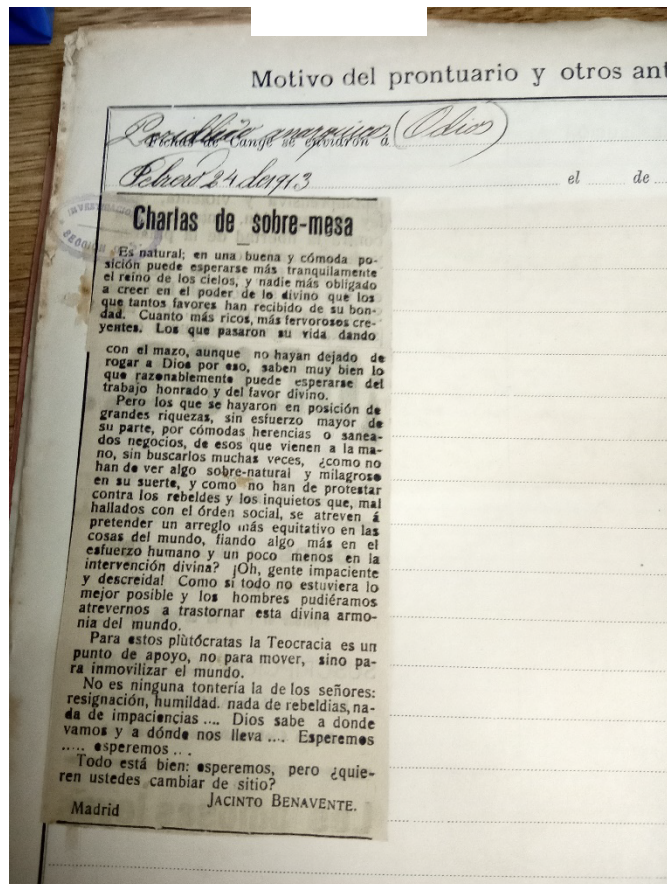 Motivo del prontuario y otros ant
Periódico anarquico (Odios)
Fichas de Cange se enviaron á
Febrero 24 de 1913
el de
Charlas de sobre-mesa
Es natural; en una buena y cómoda po-
sición puede esperarse más tranquilamente
el reino de los cielos, y nadie más obligado
a creer en el poder de lo divino que los
que tantos favores han recibido de su bon-
dad. Cuanto más ricos, más fervorosos cre-
yentes. Los que pasaron su vida dando
con el mazo, aunque no hayan dejado de
rogar a Dios por eso, saben muy bien lo
que razonablemente puede esperarse del
trabajo honrado y del favor divino.
Pero los que se hayaron en posición de
grandes riquezas, sin esfuerzo mayor de
su parte, por cómodas herencias o sanea-
dos negocios, de esos que vienen a la ma-
no, sin buscarlos muchas veces, ¿como no
han de ver algo sobre-natural y milagroso
en su suerte, y como no han de protestar
contra los rebeldes y los inquietos que, mal
hallados con el órden social, se atreven á
pretender un arreglo más equitativo en las
cosas del mundo, fiando algo más en el
esfuerzo humano y un poco menos en la
intervención divina? ¡Oh, gente impaciente
y descreida! Como si todo no estuviera lo
mejor posible y los hombres pudiéramos
atrevernos a trastornar esta divina armo-
nia del mundo.
Para estos plùtócratas la Teocracia es un
punto de apoyo, no para mover, sino pa-
ra inmovilizar el mundo.
No es ninguna tontería la de los señores:
resignación, humildad. nada de rebeldias, na-
da de impaciencias .... Dios sabe a donde
vamos y a dónde nos lleva .... Esperemos
..... esperemos ...
Todo está bien: esperemos, pero ¿quie-
ren ustedes cambiar de sitio?
JACINTO BENAVENTE.
Madrid